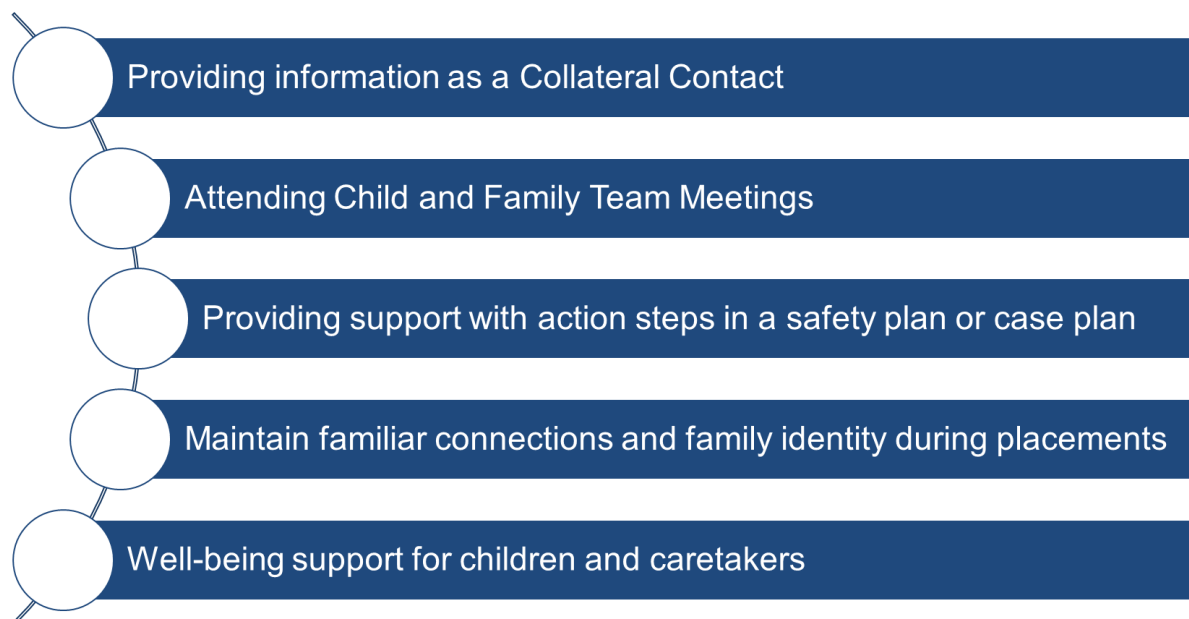 Providing information as a Collateral Contact
Attending Child and Family Team Meetings
Providing support with action steps in a safety plan or case plan
Maintain familiar connections and family identity during placements
Well-being support for children and caretakers